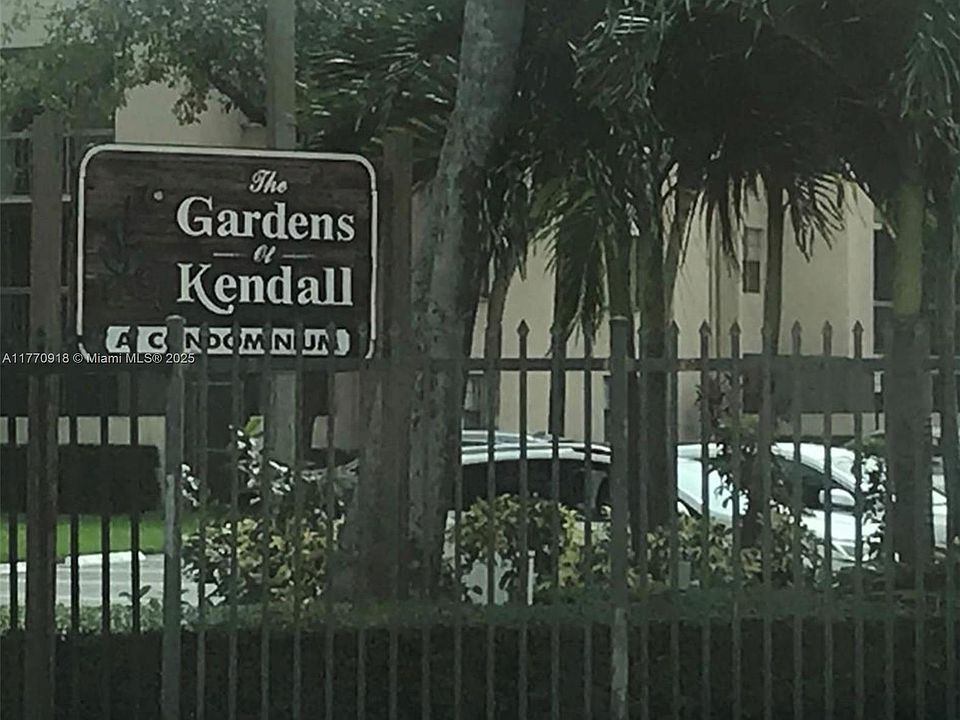 The
Gardens
of
Kendall
A CONDOMINIUM
A11770918 © Miami MLS® 2025